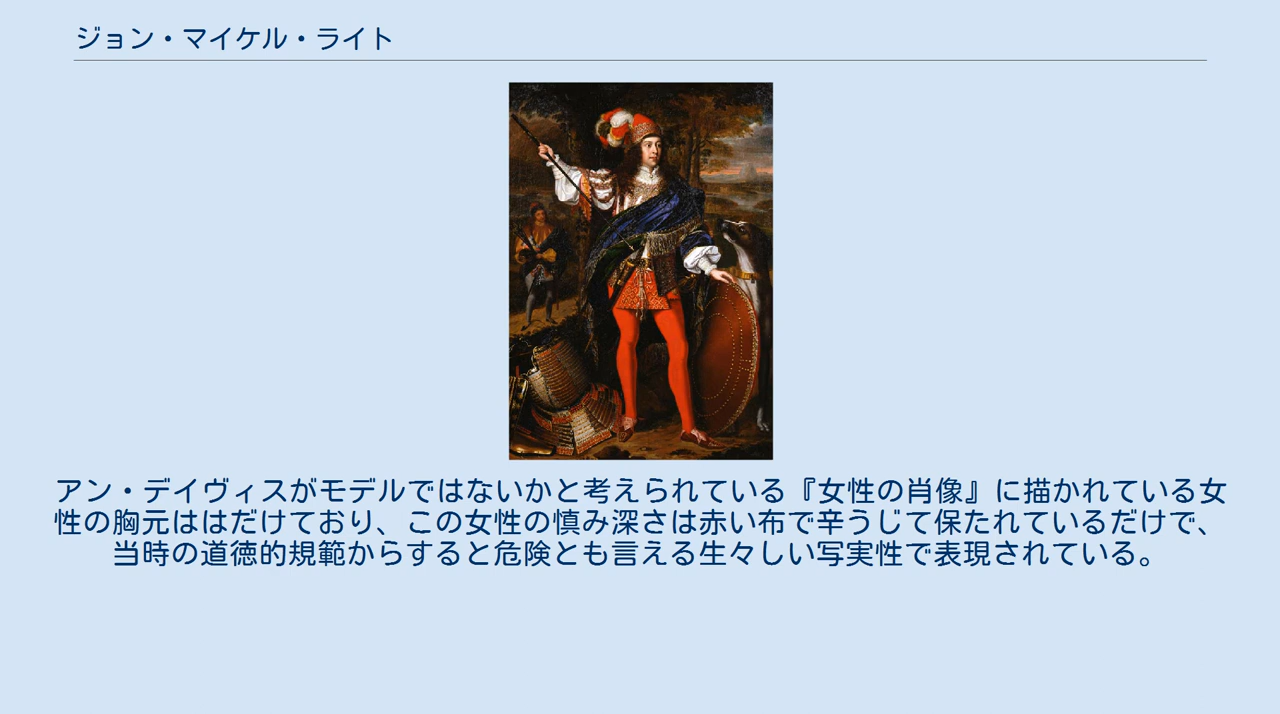 ジョン・マイケル・ライト
アン・デイヴィスがモデルではないかと考えられている『女性の肖像』に描かれている女
性の胸元ははだけており、この女性の慎み深さは赤い布で辛うじて保たれているだけで、
当時の道徳的規範からすると危険とも言える生々しい写実性で表現されている。